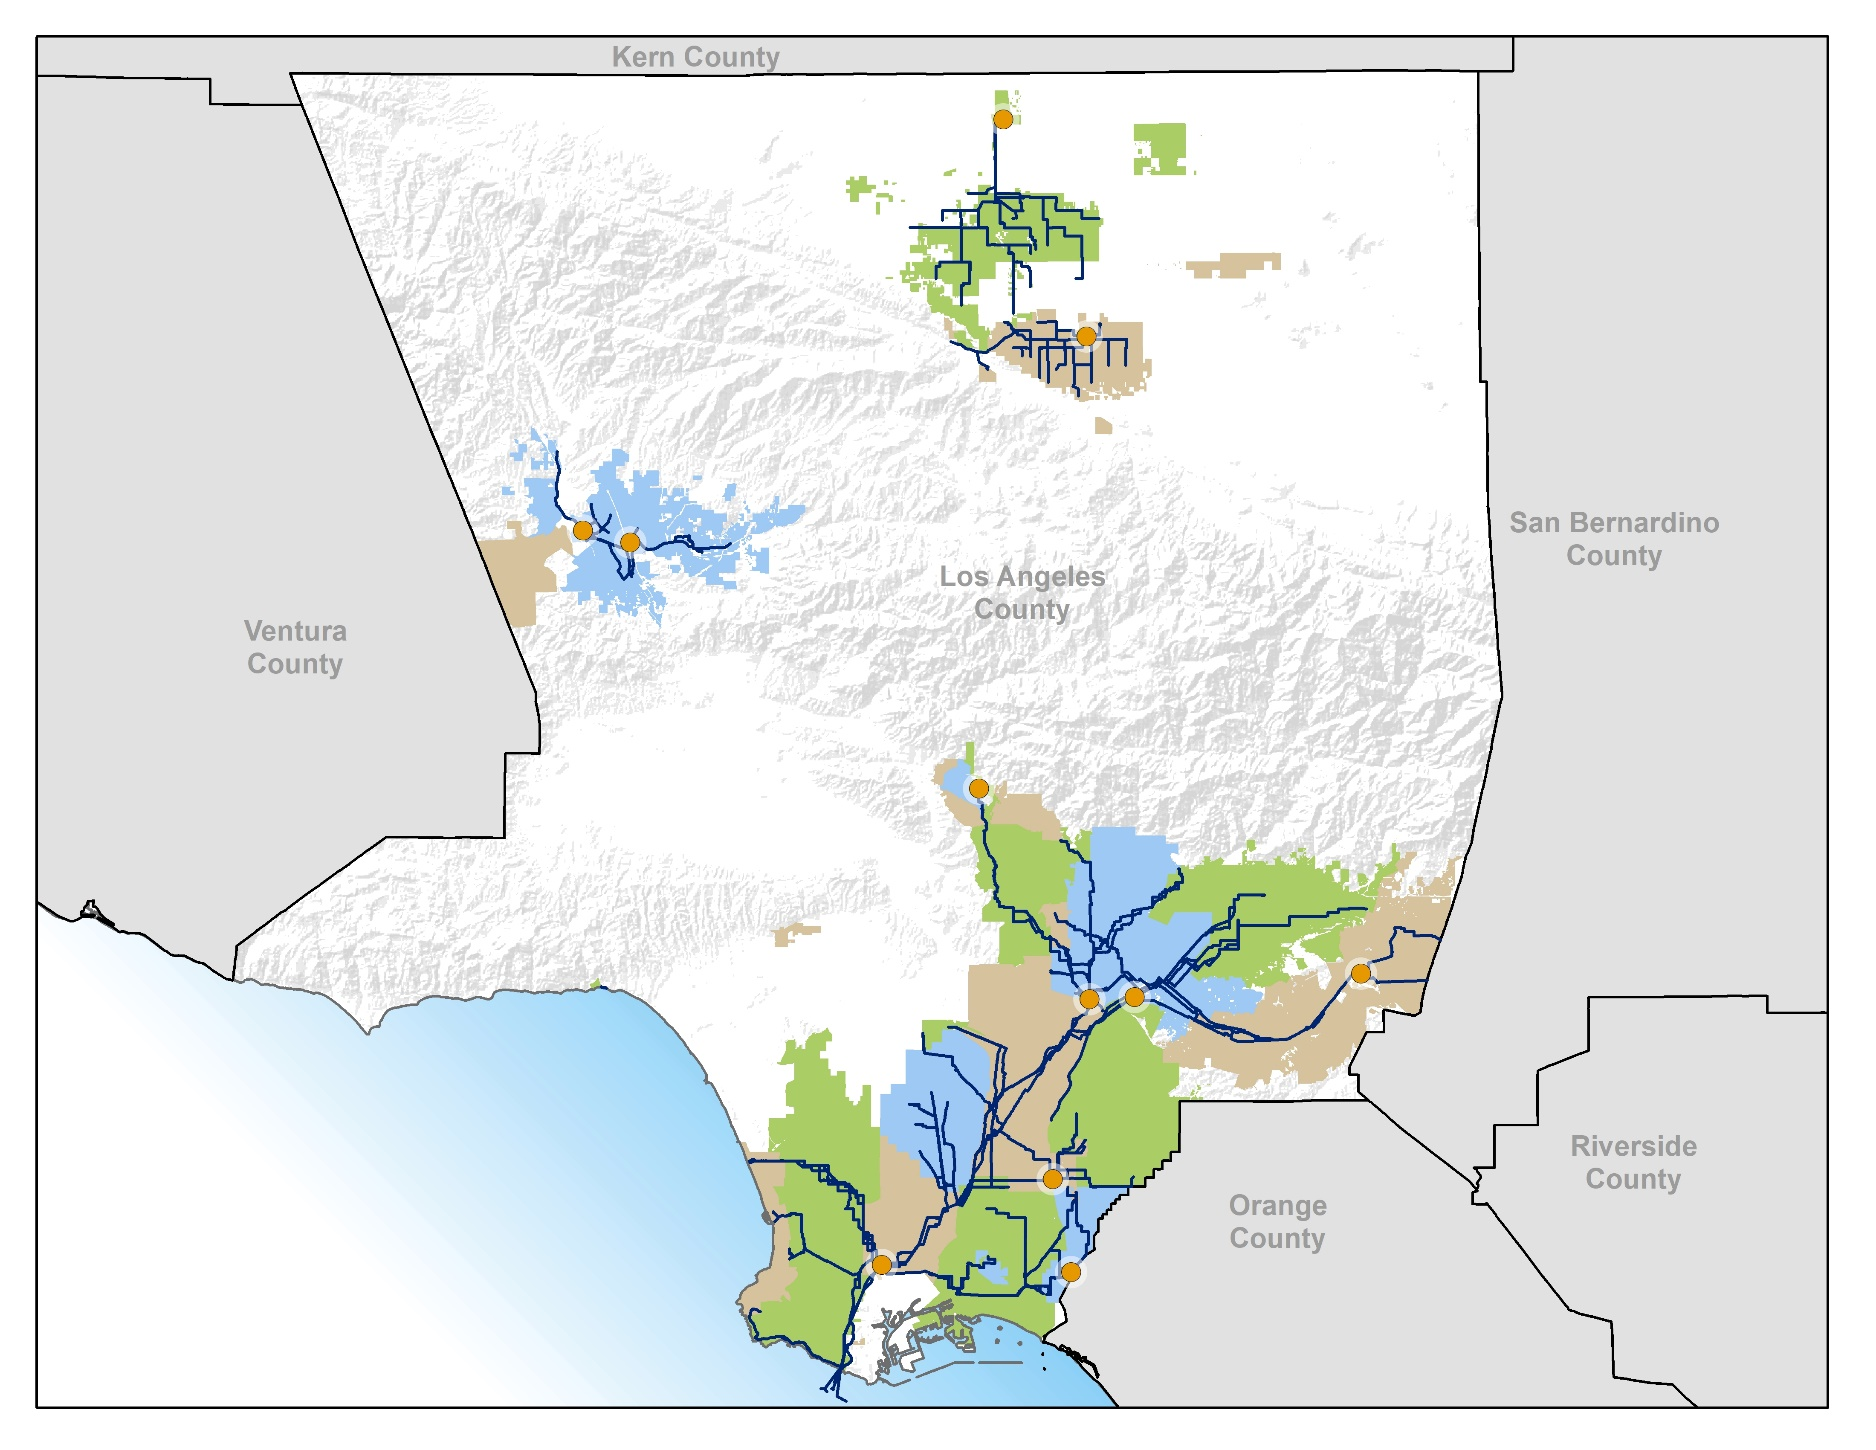 Kern County
San Bernardino
County
Los Angeles
County
Ventura
County
Riverside
County
Orange
County